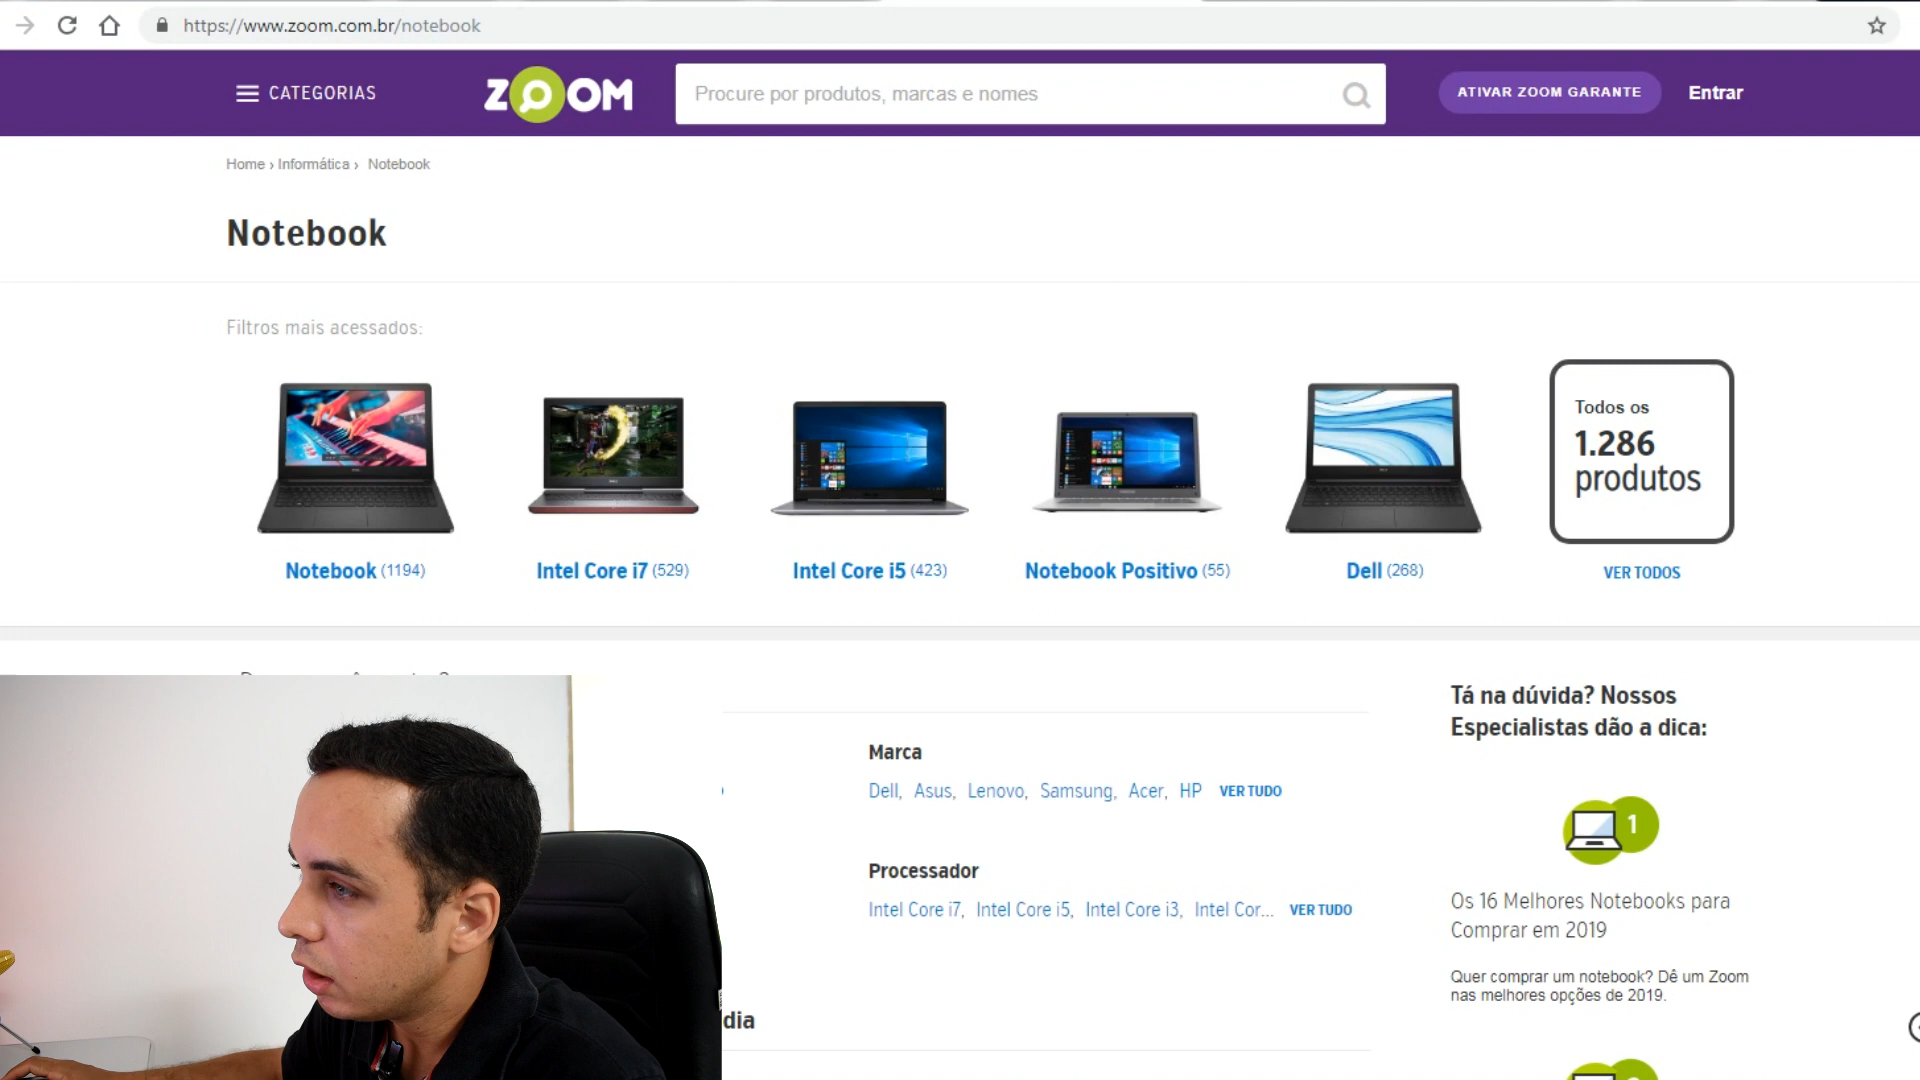 https://www.zoom.com.br/notebook
CATEGORIAS
ZOOM
Procure por produtos, marcas e nomes
ATIVAR ZOOM GARANTE
Entrar
Home › Informática › Notebook
Notebook
Filtros mais acessados:
Todos os
1.286
produtos
Notebook (1194)
Intel Core i7 (529)
Intel Core i5 (423)
Notebook Positivo (55)
Dell (268)
VER TODOS
Tá na dúvida? Nossos
Especialistas dão a dica:
Marca
Dell, Asus, Lenovo, Samsung, Acer, HP VER TUDO
1
Processador
Intel Core i7, Intel Core i5, Intel Core i3, Intel Cor... VER TUDO
Os 16 Melhores Notebooks para
Comprar em 2019
Quer comprar um notebook? Dê um Zoom
nas melhores opções de 2019.
dia